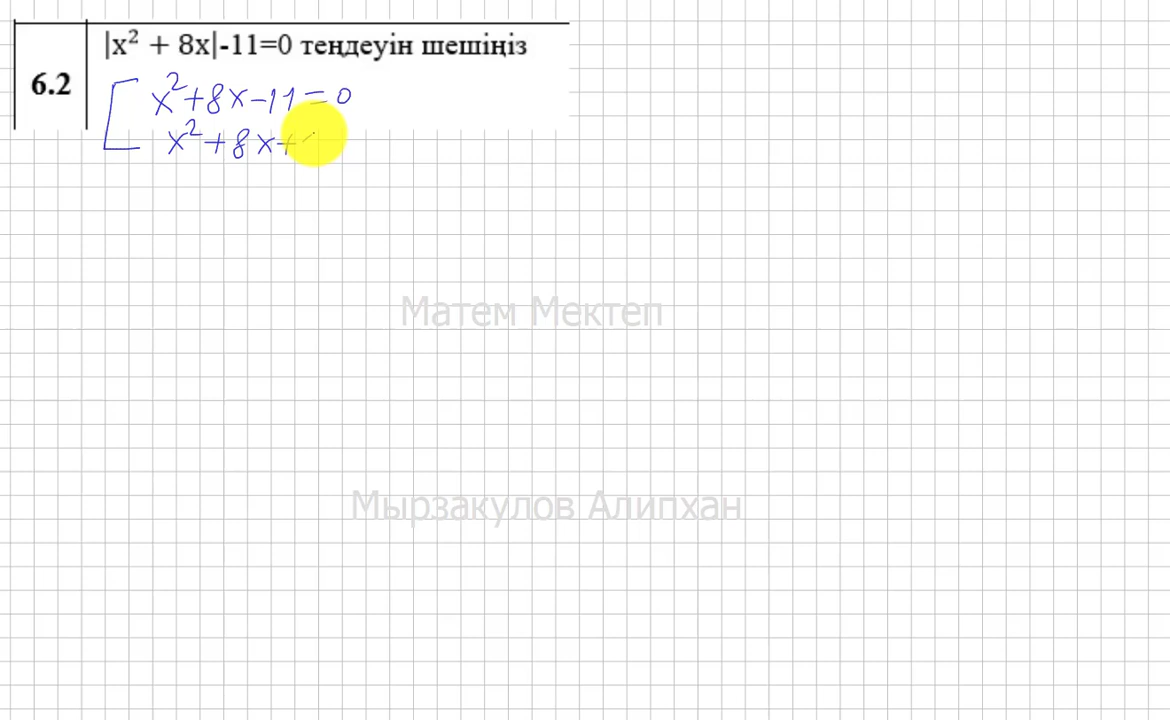 |x² + 8x|-11=0 теңдеуін шешіңіз
6.2
x²+8x-11=0
x²+8x+
Матем Мектеп
Мырзакулов Алипхан